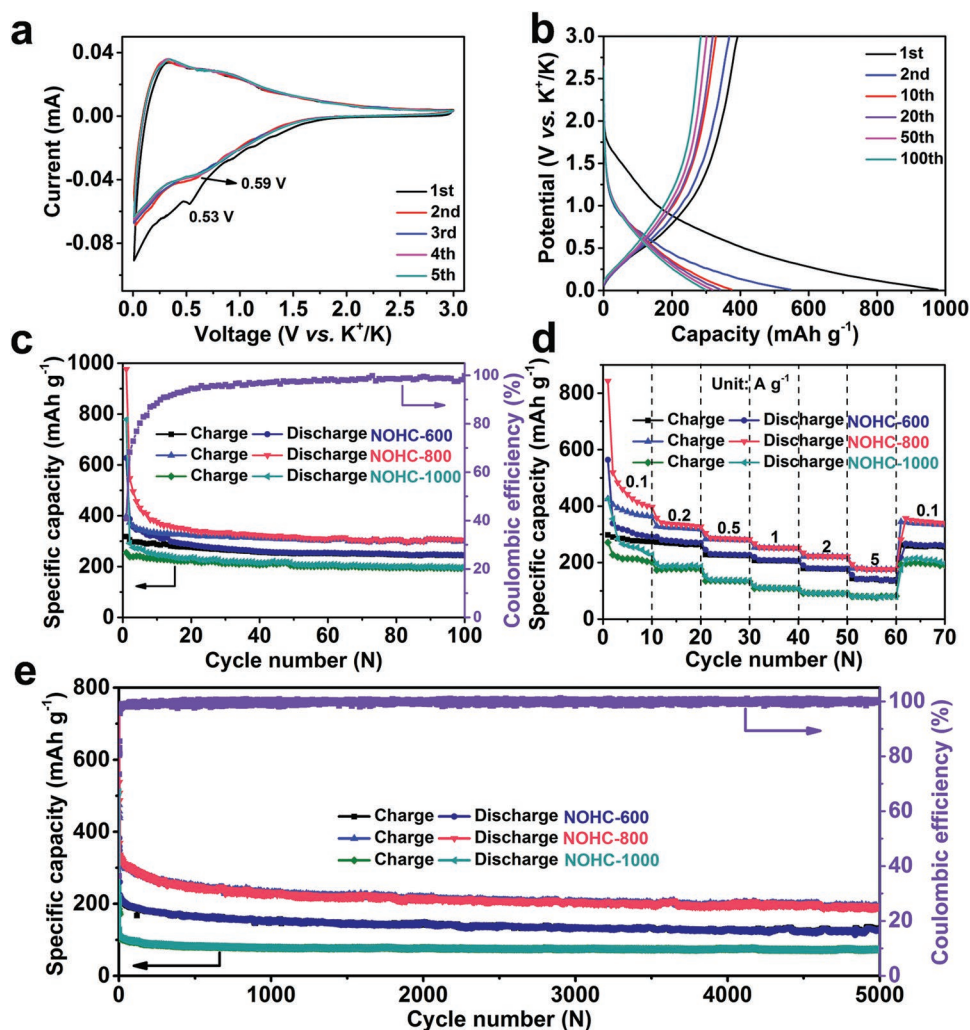 a
0.04
0.00
-0.04
-0.08
Current (mA)
0.59 V
0.53 V
1st
2nd
3rd
4th
5th
0.0 0.5 1.0 1.5 2.0 2.5 3.0
Voltage (V vs. K⁺/K)
b
3.0
2.5
2.0
1.5
1.0
0.5
0.0
Potential (V vs. K⁺/K)
1st
2nd
10th
20th
50th
100th
0 200 400 600 800 1000
Capacity (mAh g⁻¹)
c
1000
800
600
400
200
0
Specific capacity (mAh g⁻¹)
Charge Discharge NOHC-600
Charge Discharge NOHC-800
Charge Discharge NOHC-1000
100
80
60
40
20
0
Coulombic efficiency (%)
0 20 40 60 80 100
Cycle number (N)
d
800
600
400
200
0
Specific capacity (mAh g⁻¹)
Unit: A g⁻¹
Charge Discharge NOHC-600
Charge Discharge NOHC-800
Charge Discharge NOHC-1000
0.1 0.2 0.5 1 2 5 0.1
0 10 20 30 40 50 60 70
Cycle number (N)
e
800
600
400
200
0
Specific capacity (mAh g⁻¹)
Charge Discharge NOHC-600
Charge Discharge NOHC-800
Charge Discharge NOHC-1000
100
80
60
40
20
0
Coulombic efficiency (%)
0 1000 2000 3000 4000 5000
Cycle number (N)